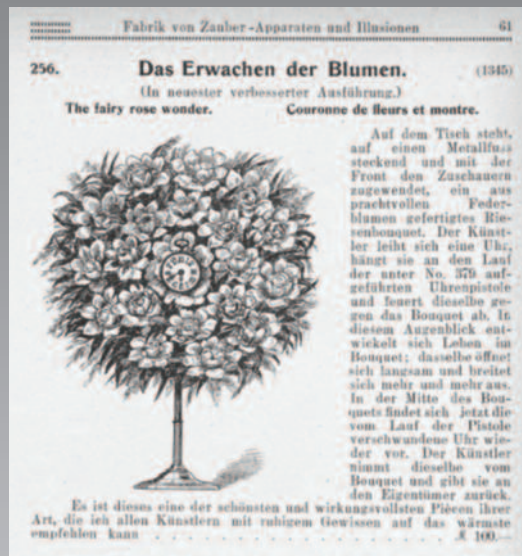 Fabrik von Zauber-Apparaten und Illusionen 61
256. Das Erwachen der Blumen. (1345)
(In neuester verbesserter Ausführung.)
The fairy rose wonder. Couronne de fleurs et montre.
Auf dem Tisch steht,
auf einen Metallfuss
steckend und mit der
Front den Zuschauern
zugewendet, ein aus
prachtvollen Feder-
blumen gefertigtes Rie-
senbouquet. Der Künst-
ler leiht sich eine Uhr,
hängt sie an den Lauf
der unter No. 379 auf-
geführten Uhrenpistole
und feuert dieselbe ge-
gen das Bouquet ab. In
diesem Augenblick ent-
wickelt sich Leben im
Bouquet; dasselbe öffnet
sich langsam und breitet
sich mehr und mehr aus.
In der Mitte des Bou-
quets findet sich jetzt die
vom Lauf der Pistole
verschwundene Uhr wie-
der vor. Der Künstler
nimmt dieselbe vom
Bouquet und gibt sie an
den Eigentümer zurück.
Es ist dieses eine der schönsten und wirkungsvollsten Piècen ihrer
Art, die ich allen Künstlern mit ruhigem Gewissen auf das wärmste
empfehlen kann . . . . . . . . . . . 100.—